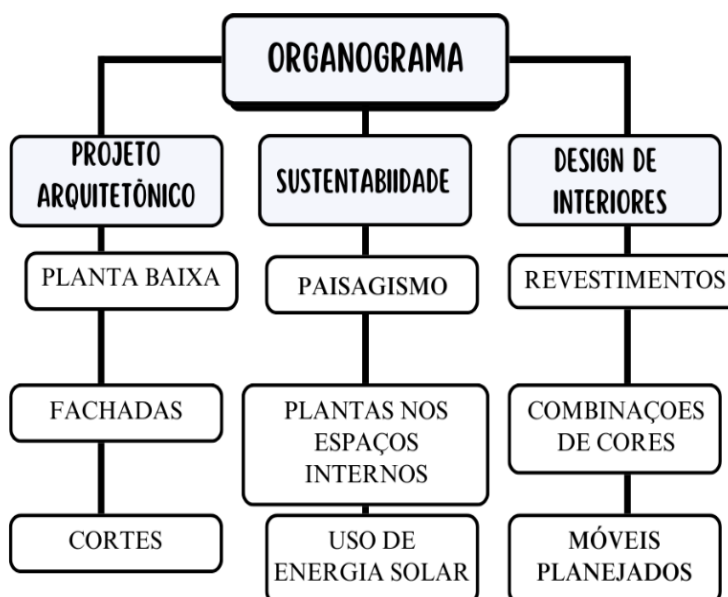 ORGANOGRAMA
PROJETO
ARQUITETÔNICO
PLANTA BAIXA
FACHADAS
CORTES
SUSTENTABIIDADE
PAISAGISMO
PLANTAS NOS
ESPAÇOS
INTERNOS
USO DE
ENERGIA SOLAR
DESIGN DE
INTERIORES
REVESTIMENTOS
COMBINAÇOES
DE CORES
MÓVEIS
PLANEJADOS